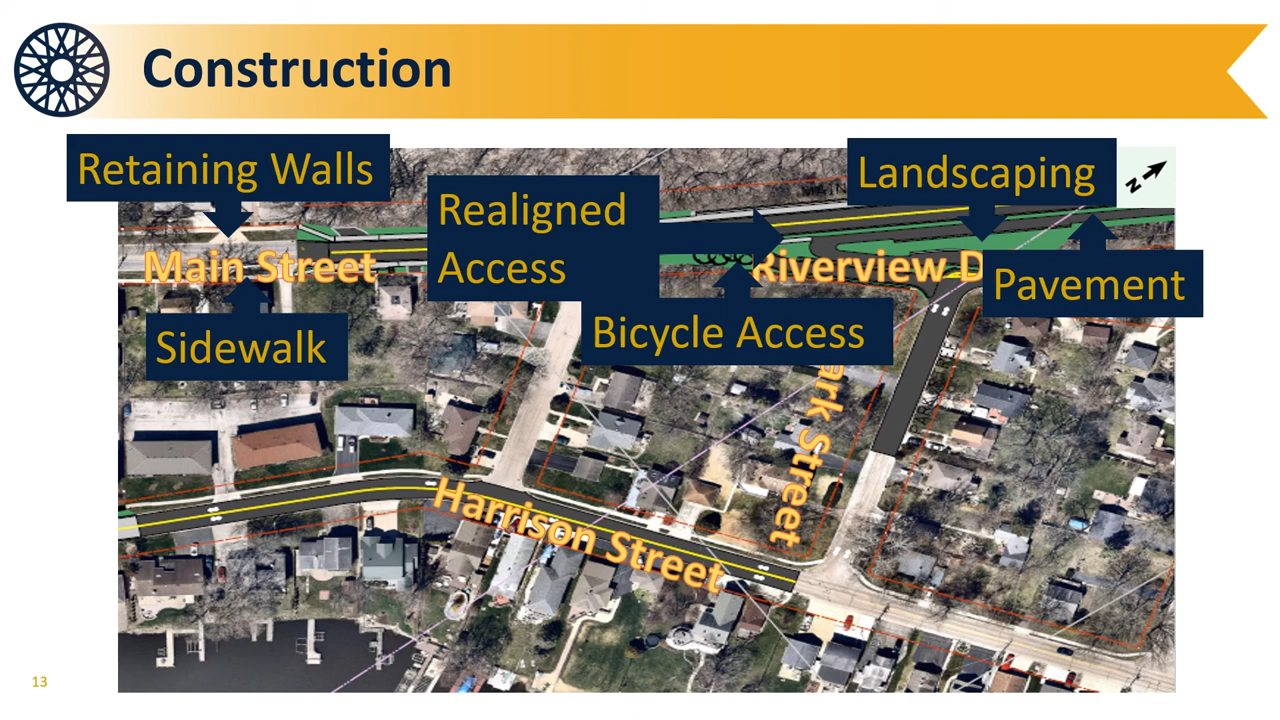 Construction
Retaining Walls
Landscaping
N
Realigned
Access
Main Street
Riverview D
Pavement
Sidewalk
Bicycle Access
ark Street
Harrison Street
13